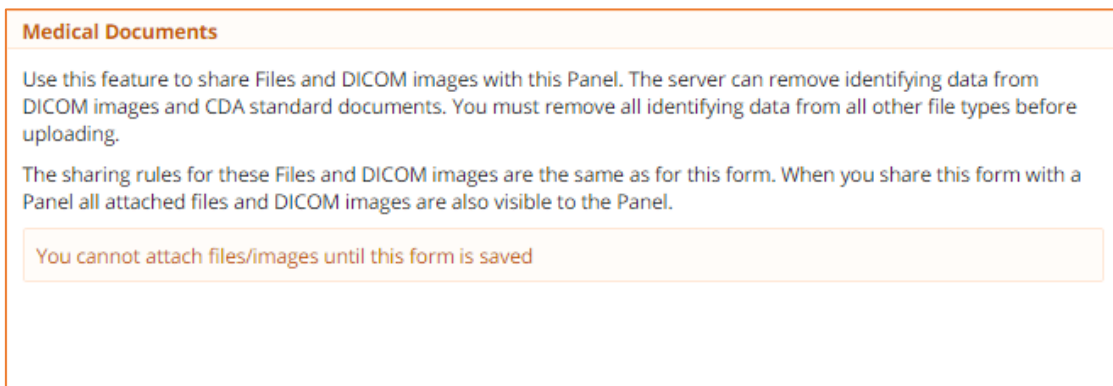 Medical Documents
Use this feature to share Files and DICOM images with this Panel. The server can remove identifying data from
DICOM images and CDA standard documents. You must remove all identifying data from all other file types before
uploading.
The sharing rules for these Files and DICOM images are the same as for this form. When you share this form with a
Panel all attached files and DICOM images are also visible to the Panel.
You cannot attach files/images until this form is saved